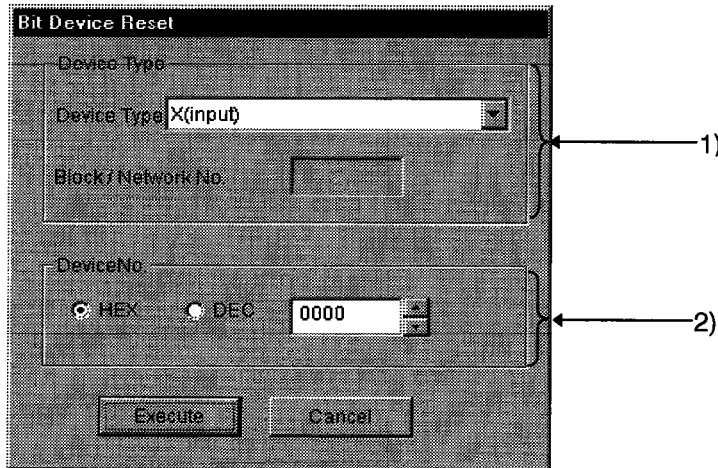 Bit Device Reset
Device Type
Device Type X(input)
1)
Block / Network No.
DeviceNo.
HEX DEC 0000
2)
Execute Cancel